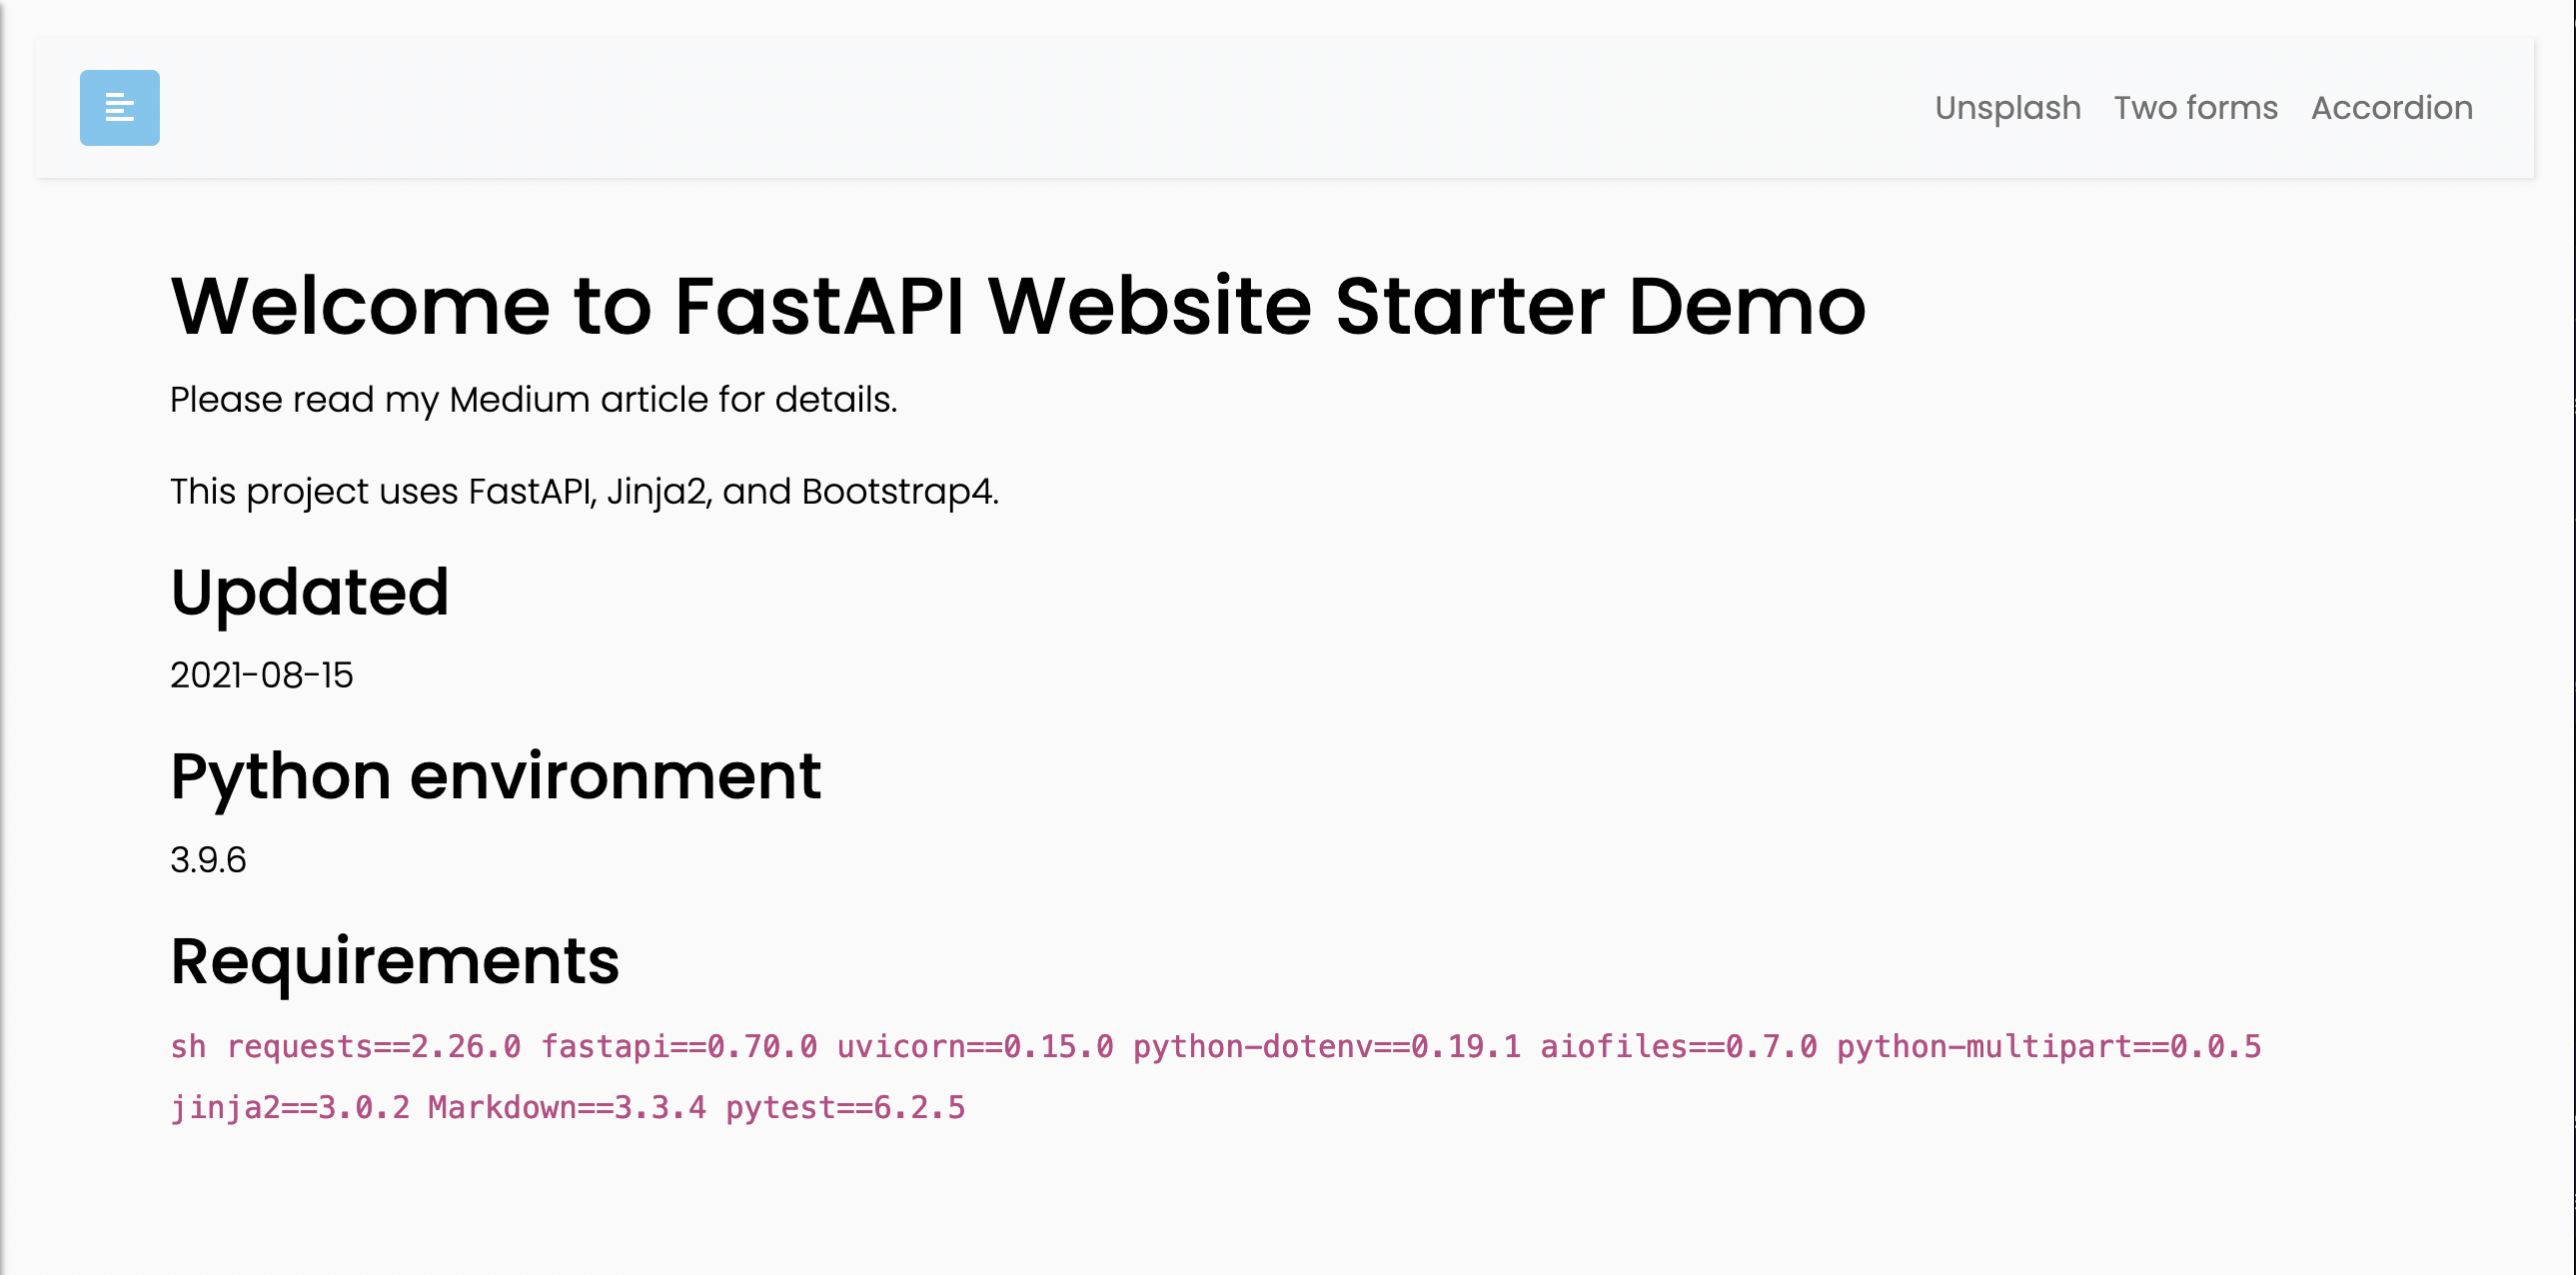 Unsplash Two forms Accordion
Welcome to FastAPI Website Starter Demo
Please read my Medium article for details.
This project uses FastAPI, Jinja2, and Bootstrap4.
Updated
2021-08-15
Python environment
3.9.6
Requirements
sh requests==2.26.0 fastapi==0.70.0 uvicorn==0.15.0 python-dotenv==0.19.1 aiofiles==0.7.0 python-multipart==0.0.5
jinja2==3.0.2 Markdown==3.3.4 pytest==6.2.5